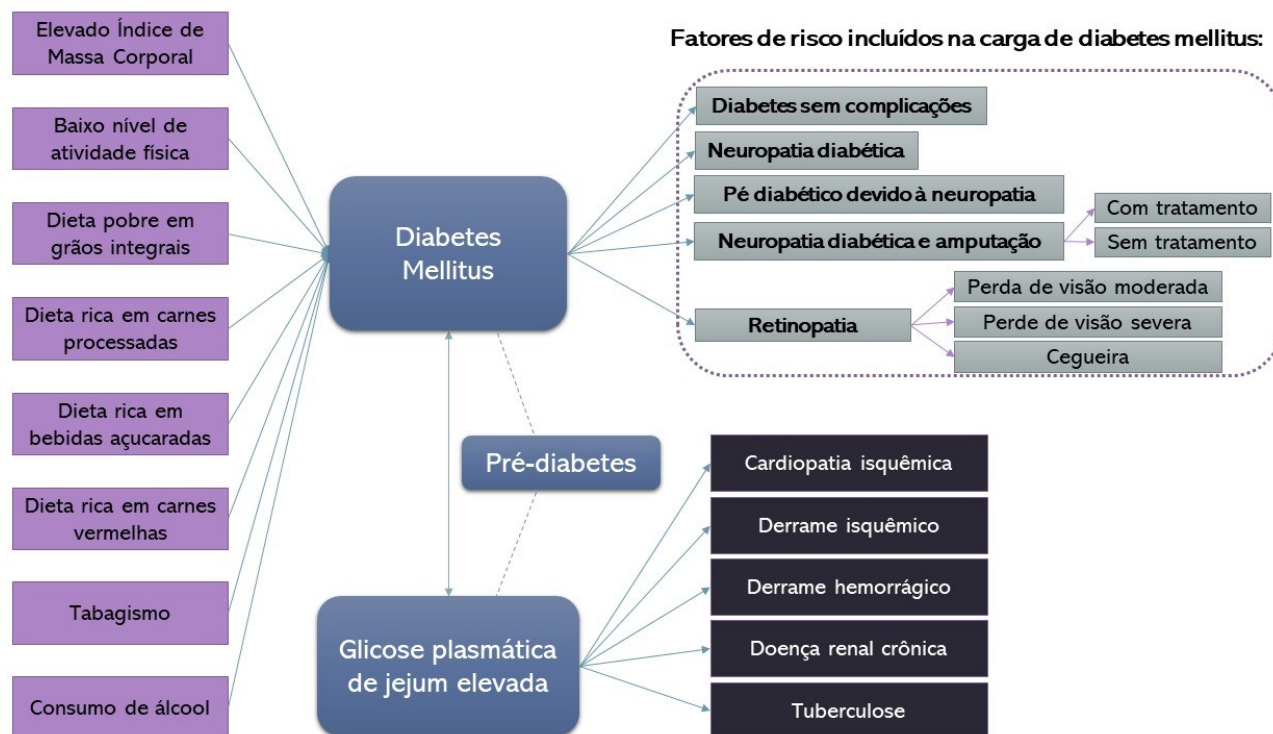 Elevado Índice de
Massa Corporal
Baixo nível de
atividade física
Dieta pobre em
grãos integrais
Dieta rica em carnes
processadas
Dieta rica em
bebidas açucaradas
Dieta rica em carnes
vermelhas
Tabagismo
Consumo de álcool
Diabetes
Mellitus
Pré-diabetes
Glicose plasmática
de jejum elevada
Fatores de risco incluídos na carga de diabetes mellitus:
Diabetes sem complicações
Neuropatia diabética
Pé diabético devido à neuropatia
Neuropatia diabética e amputação
Com tratamento
Sem tratamento
Retinopatia
Perda de visão moderada
Perde de visão severa
Cegueira
Cardiopatia isquêmica
Derrame isquêmico
Derrame hemorrágico
Doença renal crônica
Tuberculose